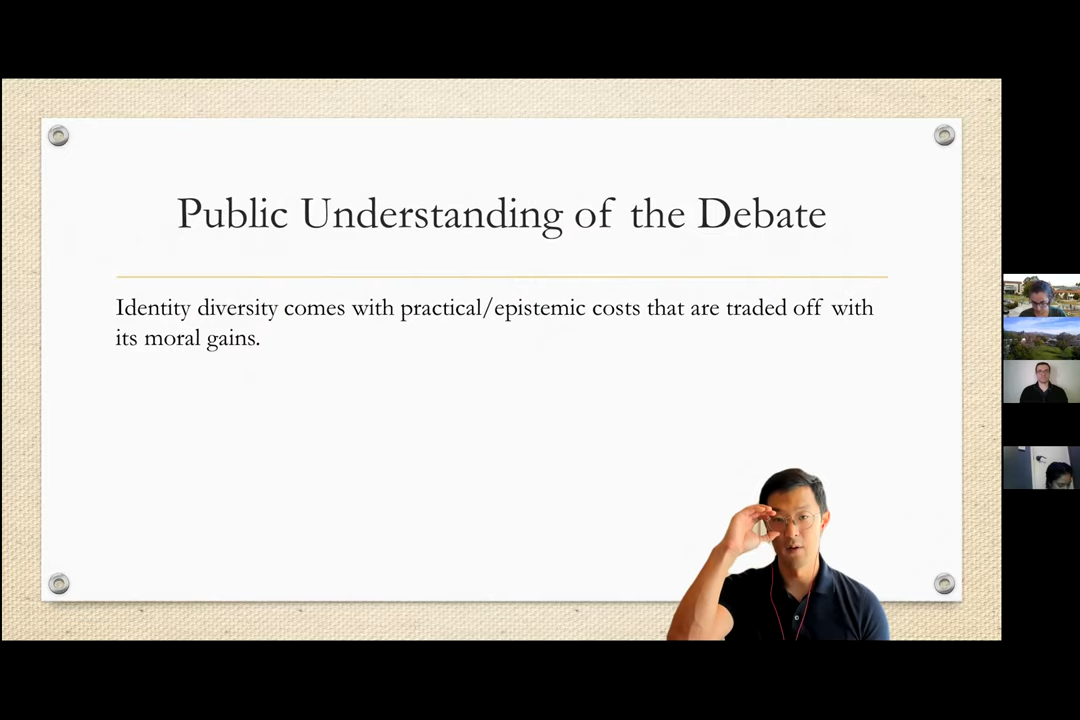 Public Understanding of the Debate
Identity diversity comes with practical/epistemic costs that are traded off with
its moral gains.